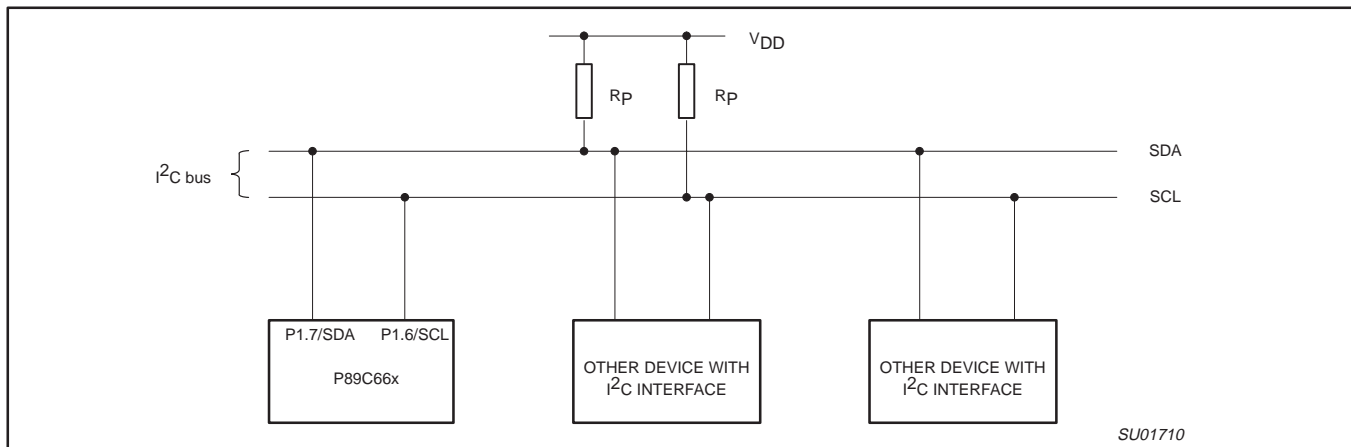 VDD
RP
RP
SDA
I2C bus
SCL
P1.7/SDA P1.6/SCL
P89C66x
OTHER DEVICE WITH
I2C INTERFACE
OTHER DEVICE WITH
I2C INTERFACE
SU01710